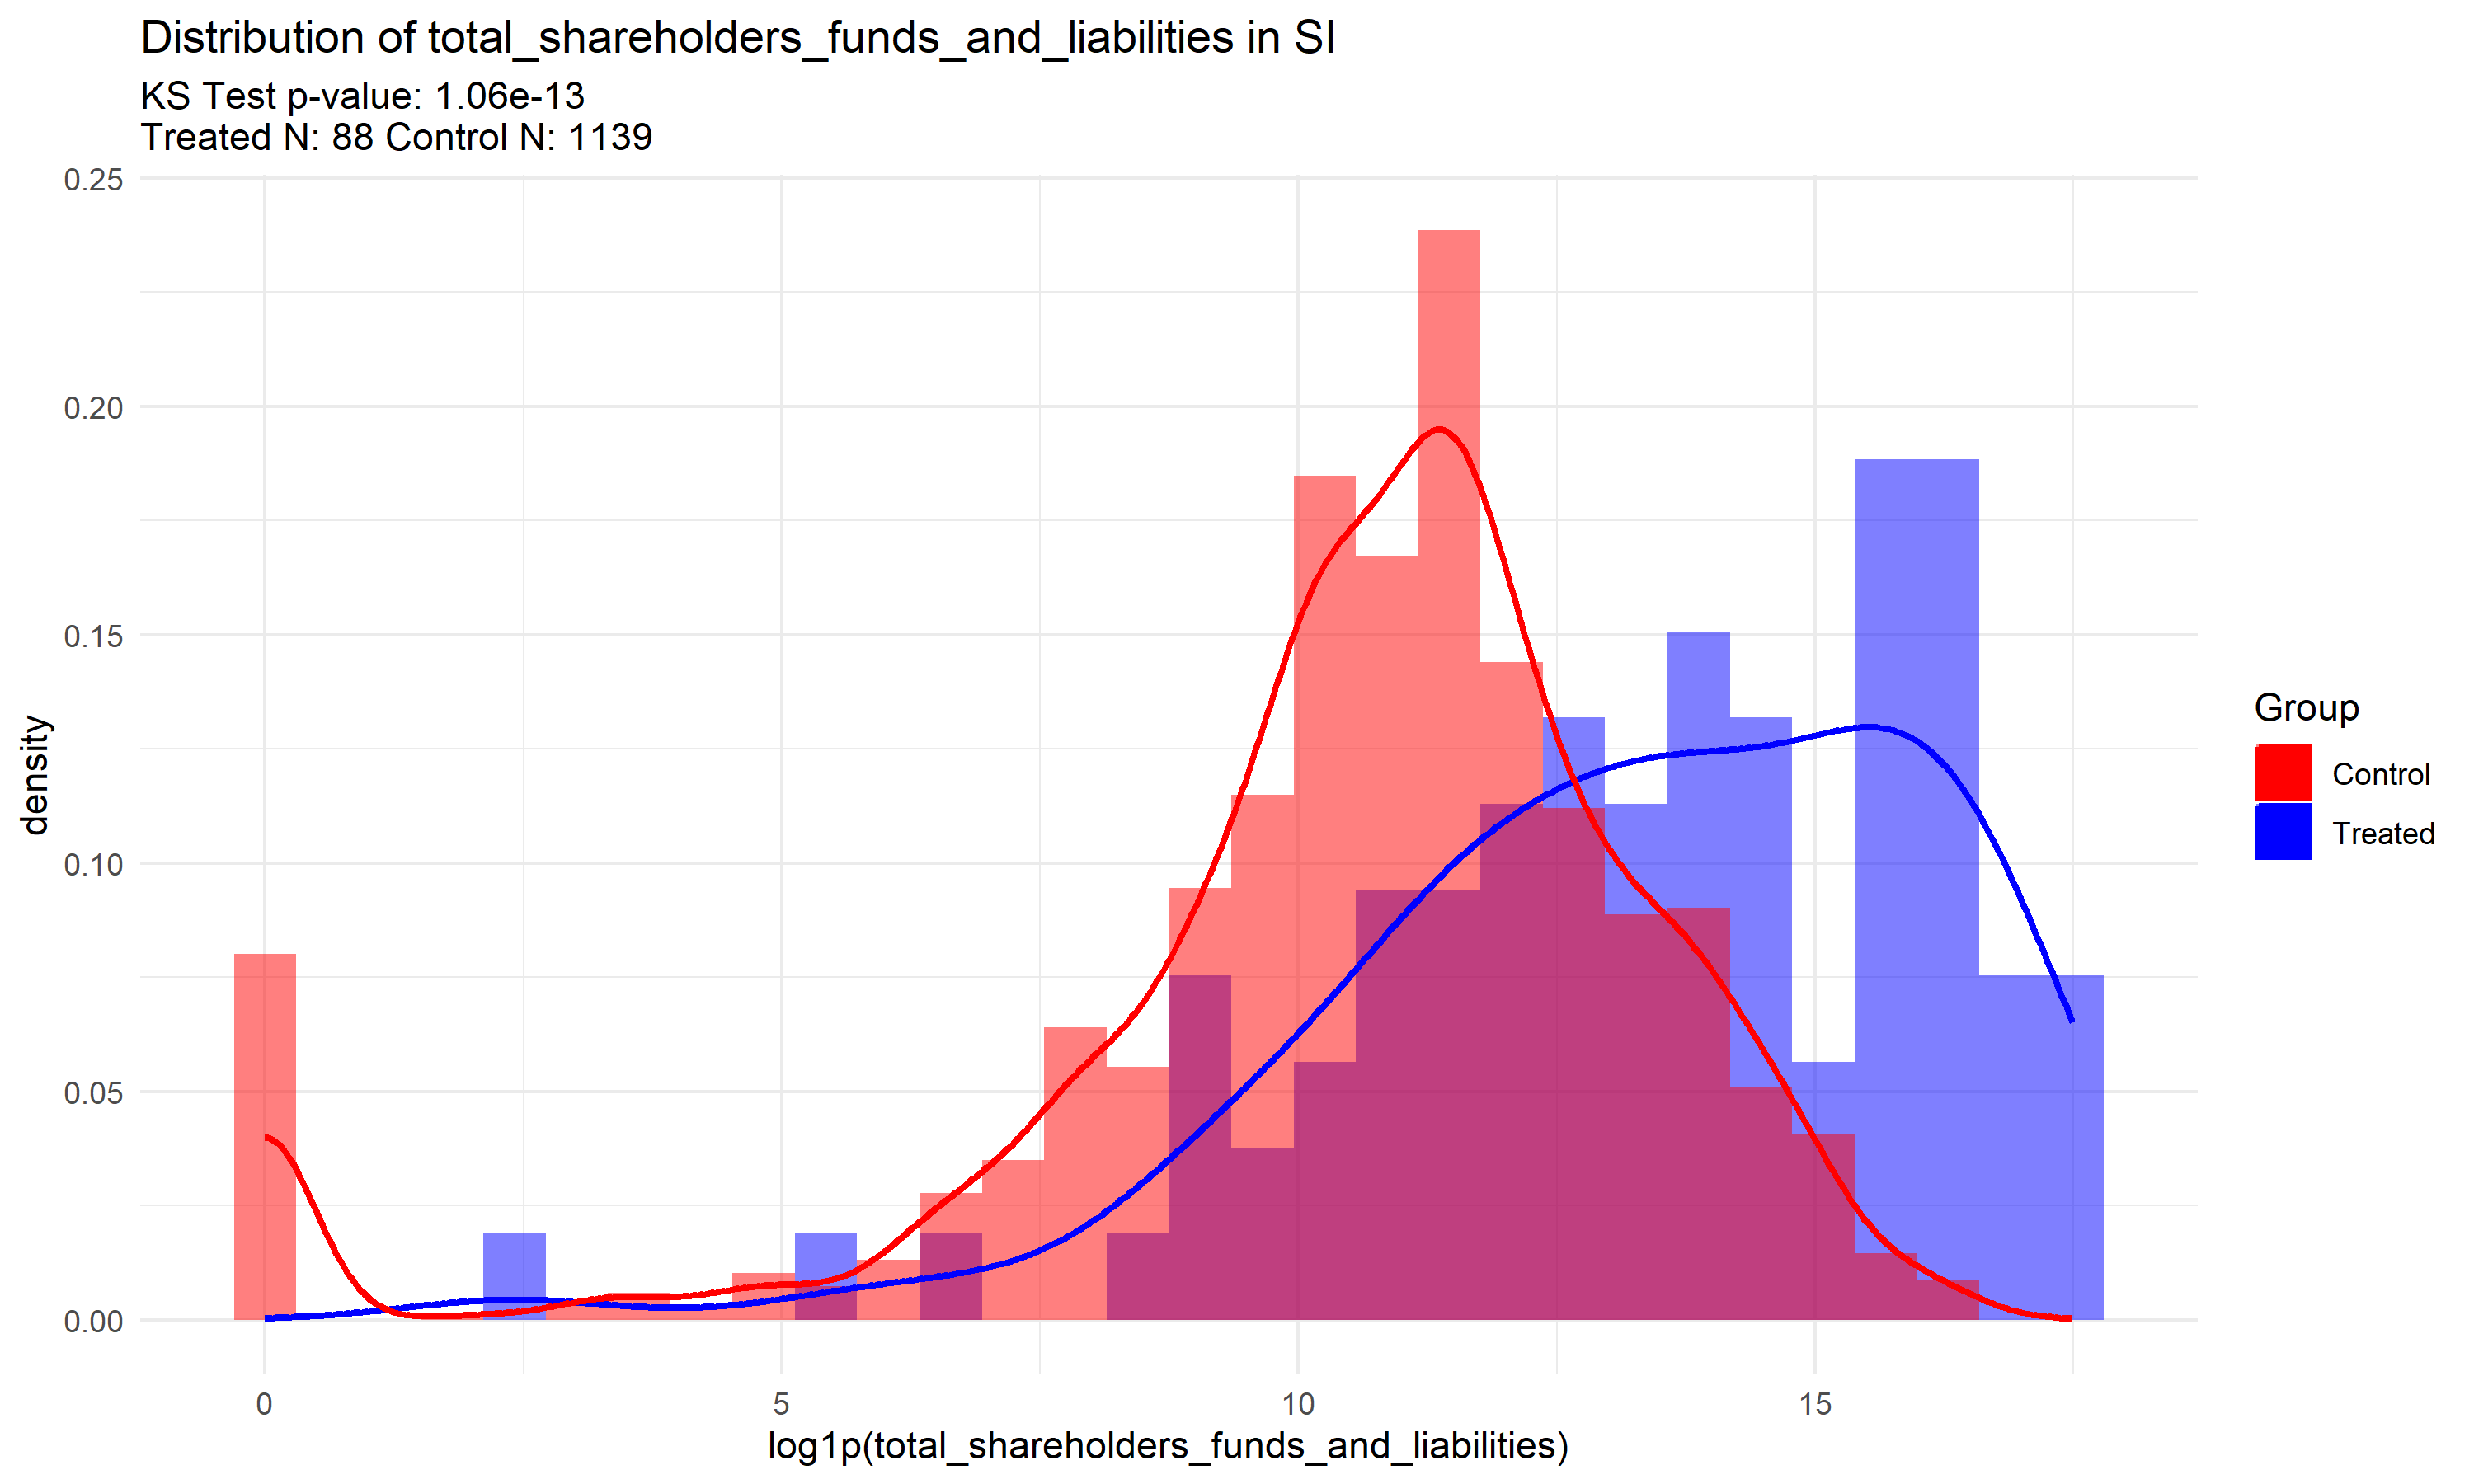 Distribution of total_shareholders_funds_and_liabilities in SI
KS Test p-value: 1.06e-13
Treated N: 88 Control N: 1139
0.25
0.20
0.15
0.10
0.05
0.00
density
0
5
10
15
log1p(total_shareholders_funds_and_liabilities)
Group
Control
Treated